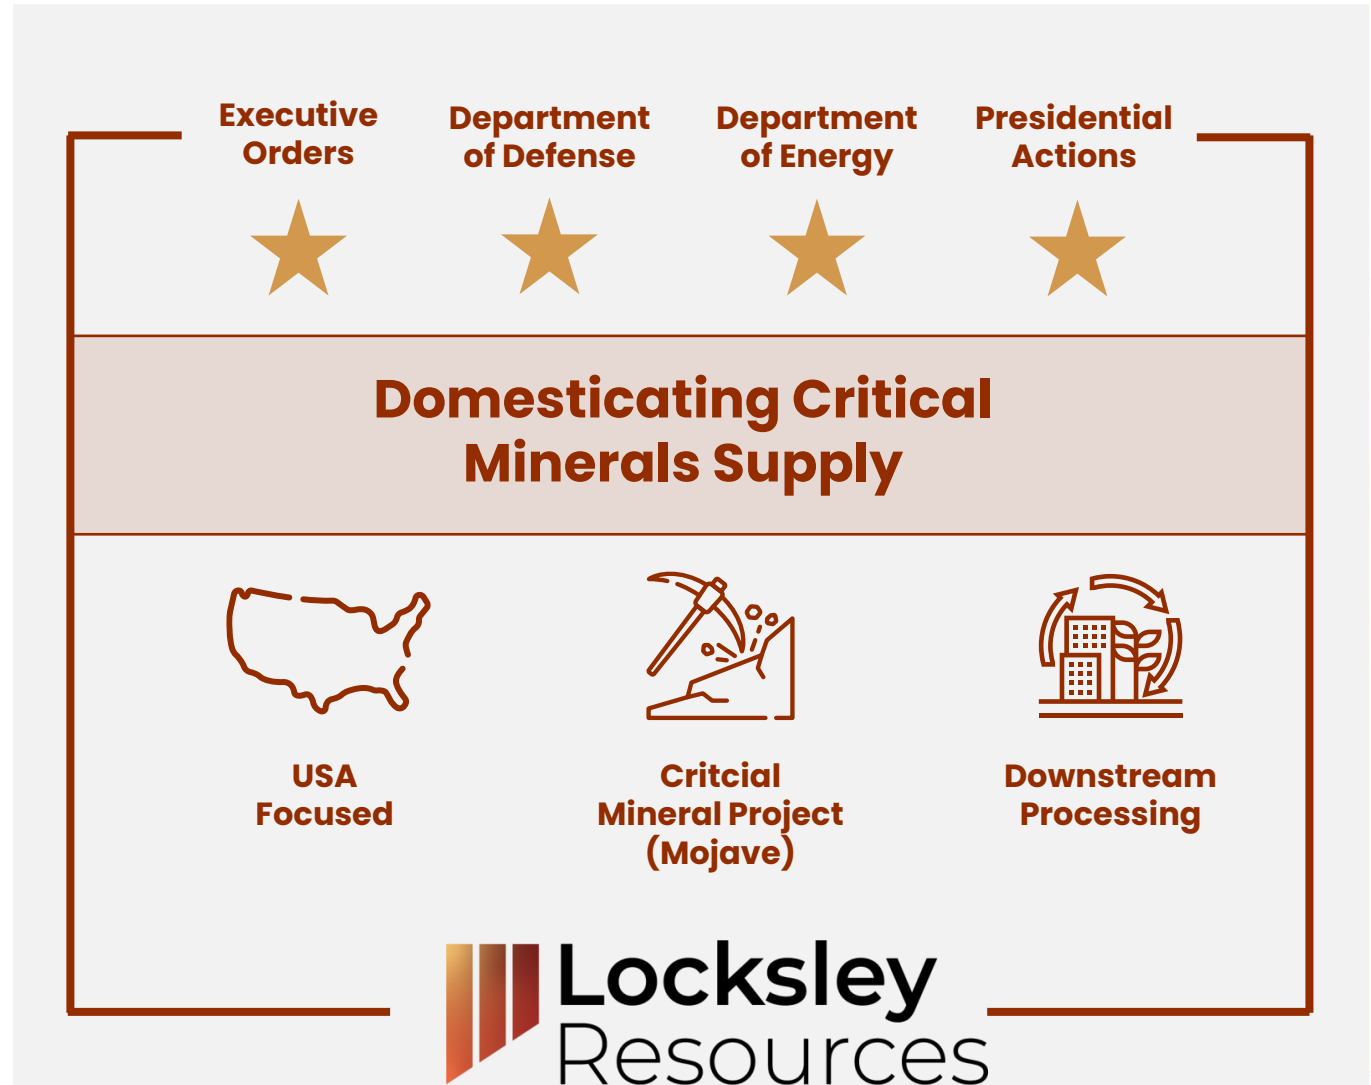 Executive
Orders
Department
of Defense
Department
of Energy
Presidential
Actions
Domesticating Critical
Minerals Supply
USA
Focused
Critcial
Mineral Project
(Mojave)
Downstream
Processing
Locksley
Resources